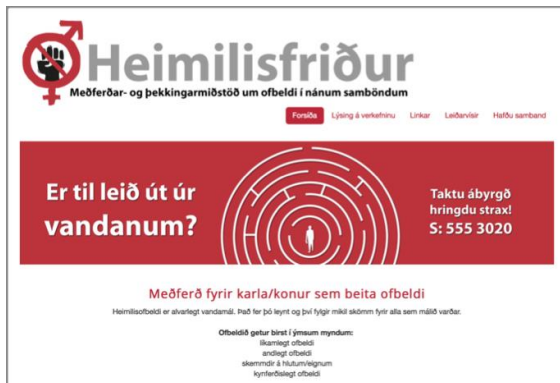 Heimilisfriður
Meðferðar- og þekkingarmiðstöð um ofbeldi í nánum samböndum
Forsíða Lýsing á verkefninu Linkar Leiðarvísir Hafðu samband
Er til leið út úr
vandanum?
Taktu ábyrgð
hringdu strax!
S: 555 3020
Meðferð fyrir karla/konur sem beita ofbeldi
Heimilisofbeldi er alvarlegt vandamál. Það fer þó leynt og því fylgir mikil skömm fyrir alla sem málið varðar.
Ofbeldið getur birst í ýmsum myndum:
líkamlegt ofbeldi
andlegt ofbeldi
skemmdir á hlutum/eignum
kynferðislegt ofbeldi